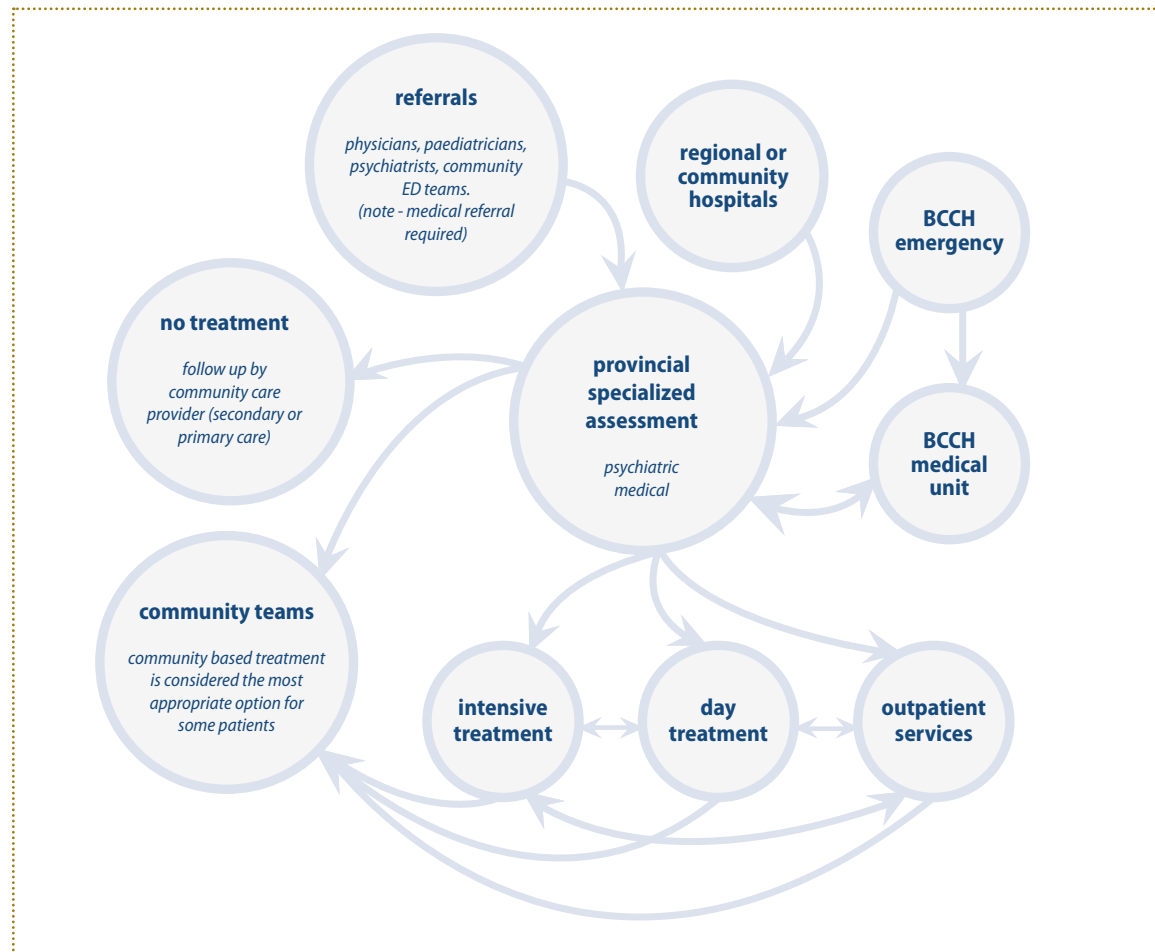 referrals
physicians, paediatricians,
psychiatrists, community
ED teams.
(note - medical referral
required)
regional or
community
hospitals
BCCH
emergency
no treatment
follow up by
community care
provider (secondary or
primary care)
provincial
specialized
assessment
psychiatric
medical
BCCH
medical
unit
community teams
community based treatment
is considered the most
appropriate option for
some patients
intensive
treatment
day
treatment
outpatient
services